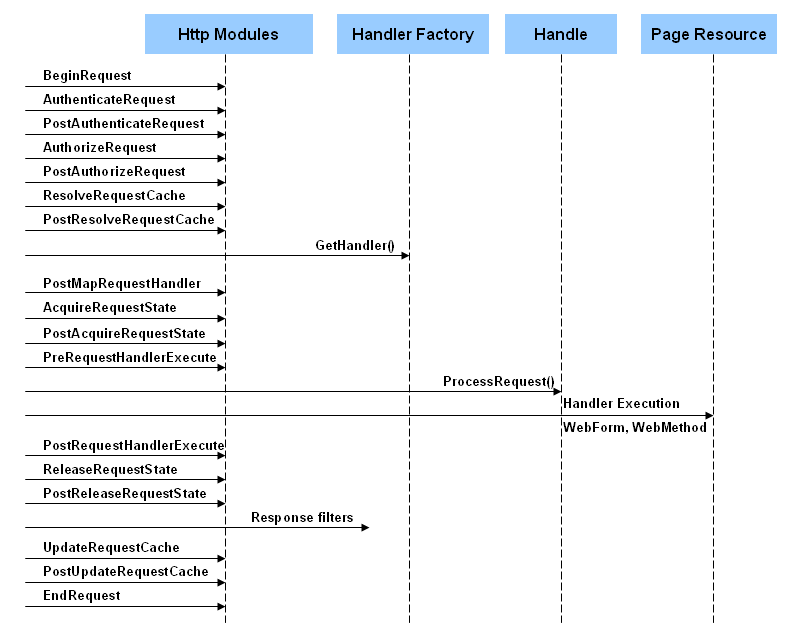 Http Modules
Handler Factory
Handle
Page Resource
BeginRequest
AuthenticateRequest
PostAuthenticateRequest
AuthorizeRequest
PostAuthorizeRequest
ResolveRequestCache
PostResolveRequestCache
GetHandler()
PostMapRequestHandler
AcquireRequestState
PostAcquireRequestState
PreRequestHandlerExecute
ProcessRequest()
Handler Execution
WebForm, WebMethod
PostRequestHandlerExecute
ReleaseRequestState
PostReleaseRequestState
Response filters
UpdateRequestCache
PostUpdateRequestCache
EndRequest